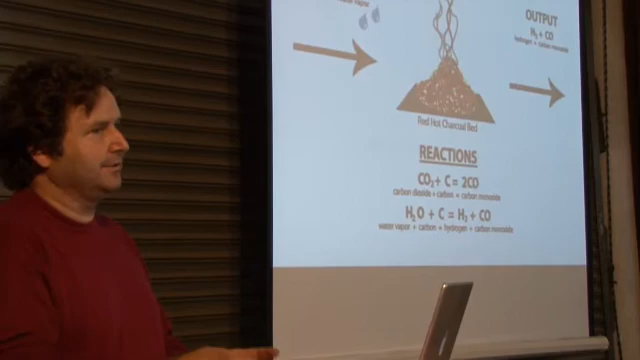 vapor
OUTPUT
H₂ + CO
hydrogen + carbon monoxide
Red Hot Charcoal Bed
REACTIONS
CO₂ + C = 2CO
carbon dioxide + carbon = carbon monoxide
H₂O + C = H₂ + CO
water vapor + carbon = hydrogen + carbon monoxide